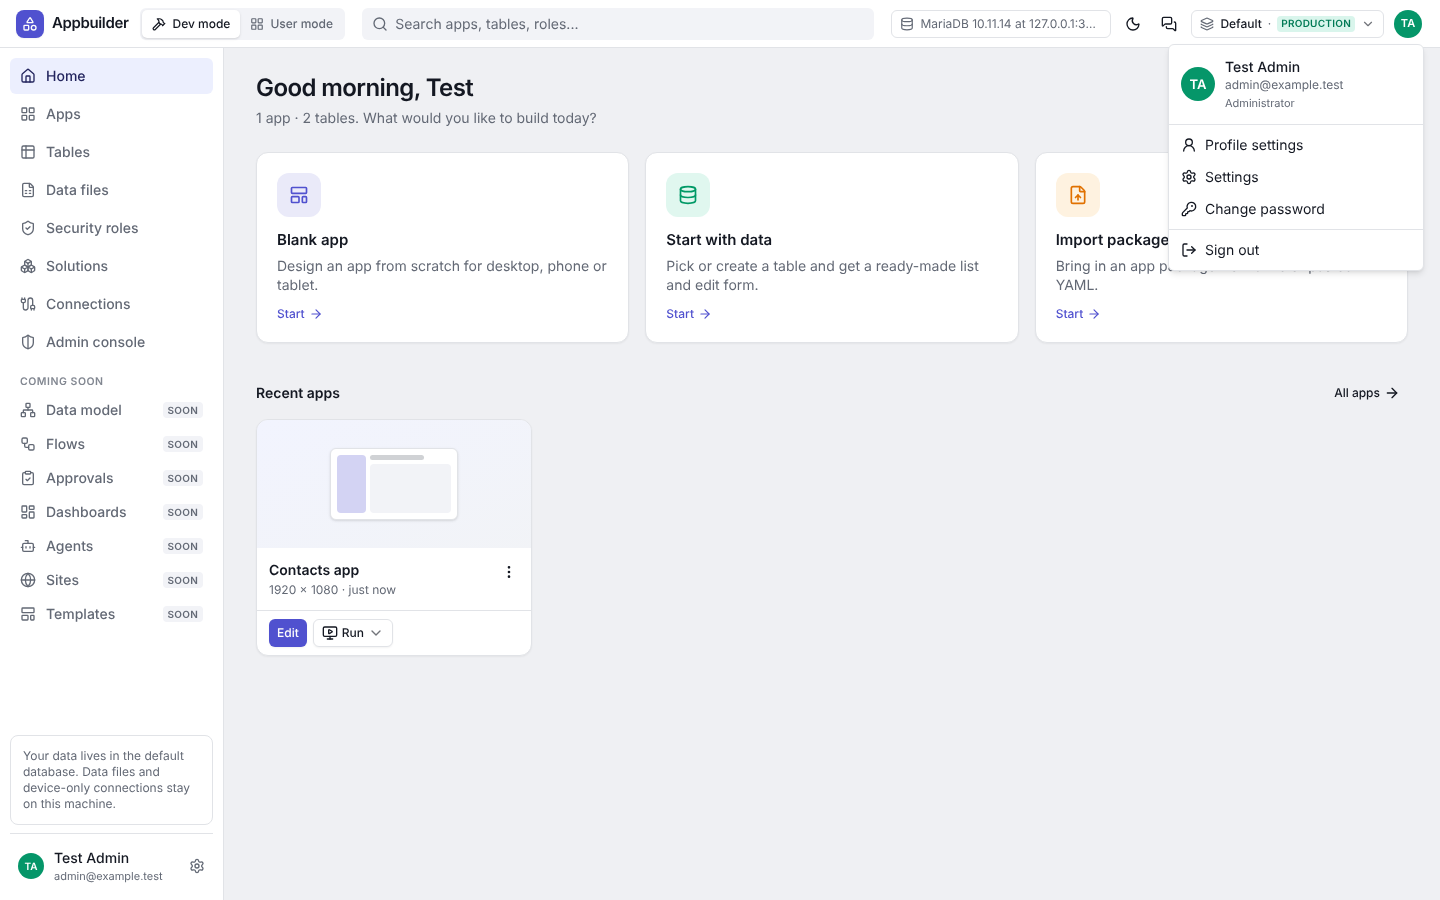 Appbuilder
Dev mode
User mode
Search apps, tables, roles...
MariaDB 10.11.14 at 127.0.0.1:3...
Default · PRODUCTION
TA
Home
Apps
Tables
Data files
Security roles
Solutions
Connections
Admin console
COMING SOON
Data model SOON
Flows SOON
Approvals SOON
Dashboards SOON
Agents SOON
Sites SOON
Templates SOON
Your data lives in the default
database. Data files and
device-only connections stay
on this machine.
TA
Test Admin
admin@example.test
Good morning, Test
1 app · 2 tables. What would you like to build today?
Blank app
Design an app from scratch for desktop, phone or
tablet.
Start
Start with data
Pick or create a table and get a ready-made list
and edit form.
Start
Import package
Bring in an app
YAML.
Start
TA
Test Admin
admin@example.test
Administrator
Profile settings
Settings
Change password
Sign out
Recent apps
All apps
Contacts app
1920 × 1080 · just now
Edit
Run